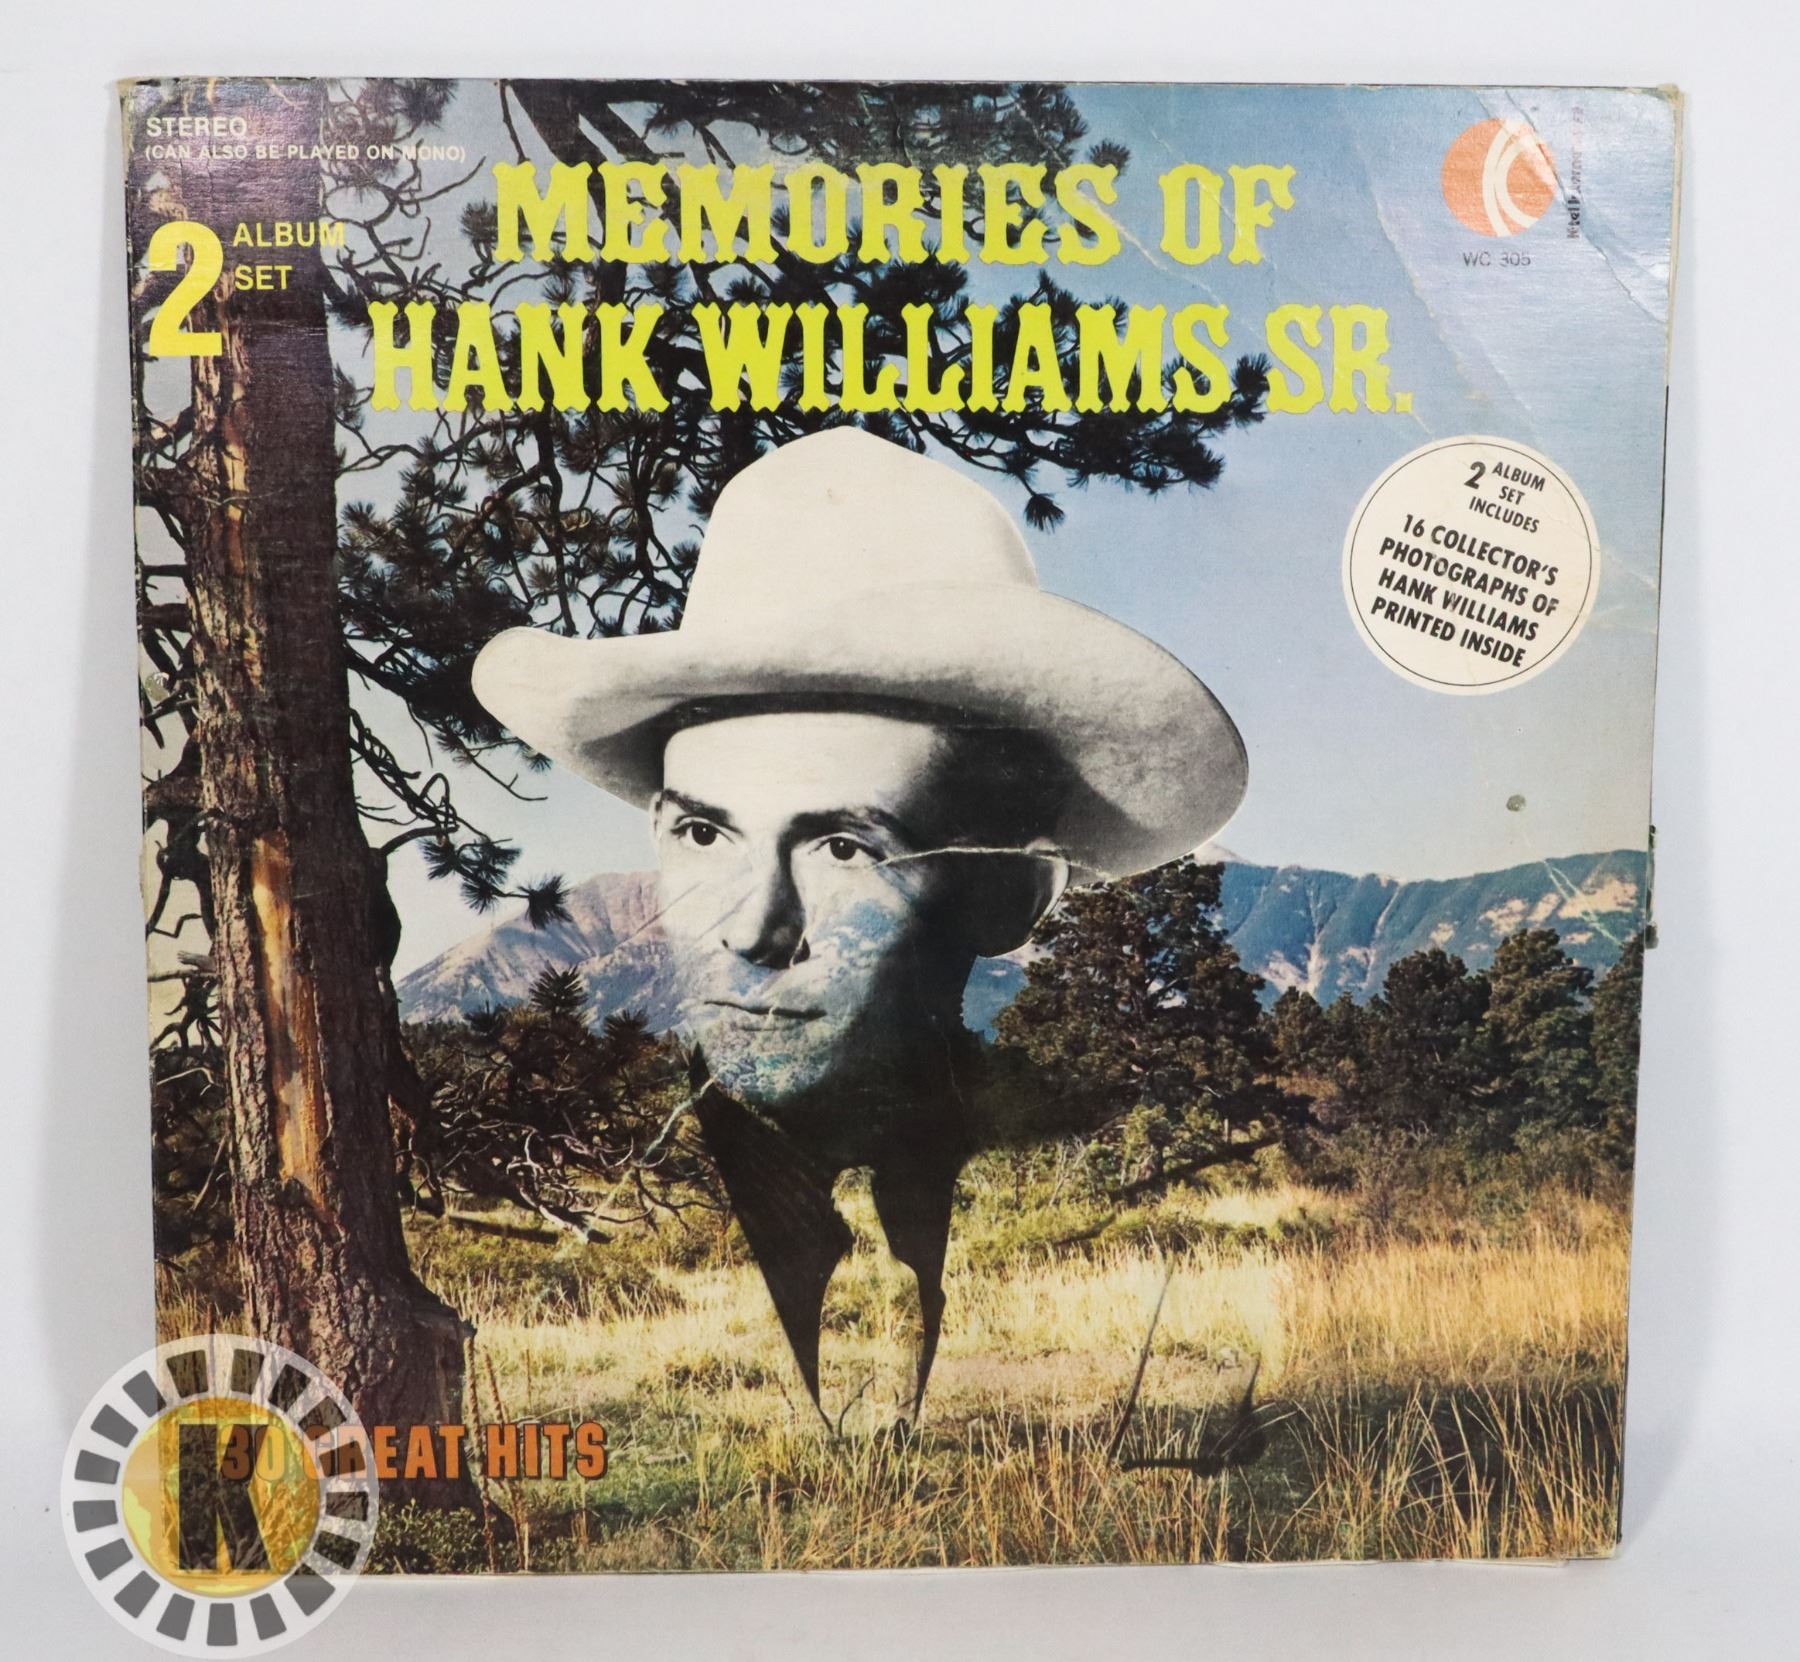 STEREO
(CAN ALSO BE PLAYED ON MONO)
2 ALBUM
SET
MEMORIES OF
HANK WILLIAMS SR.
WC 305
2 ALBUM
SET
INCLUDES
16 COLLECTOR'S
PHOTOGRAPHS OF
HANK WILLIAMS
PRINTED INSIDE
30 GREAT HITS
K